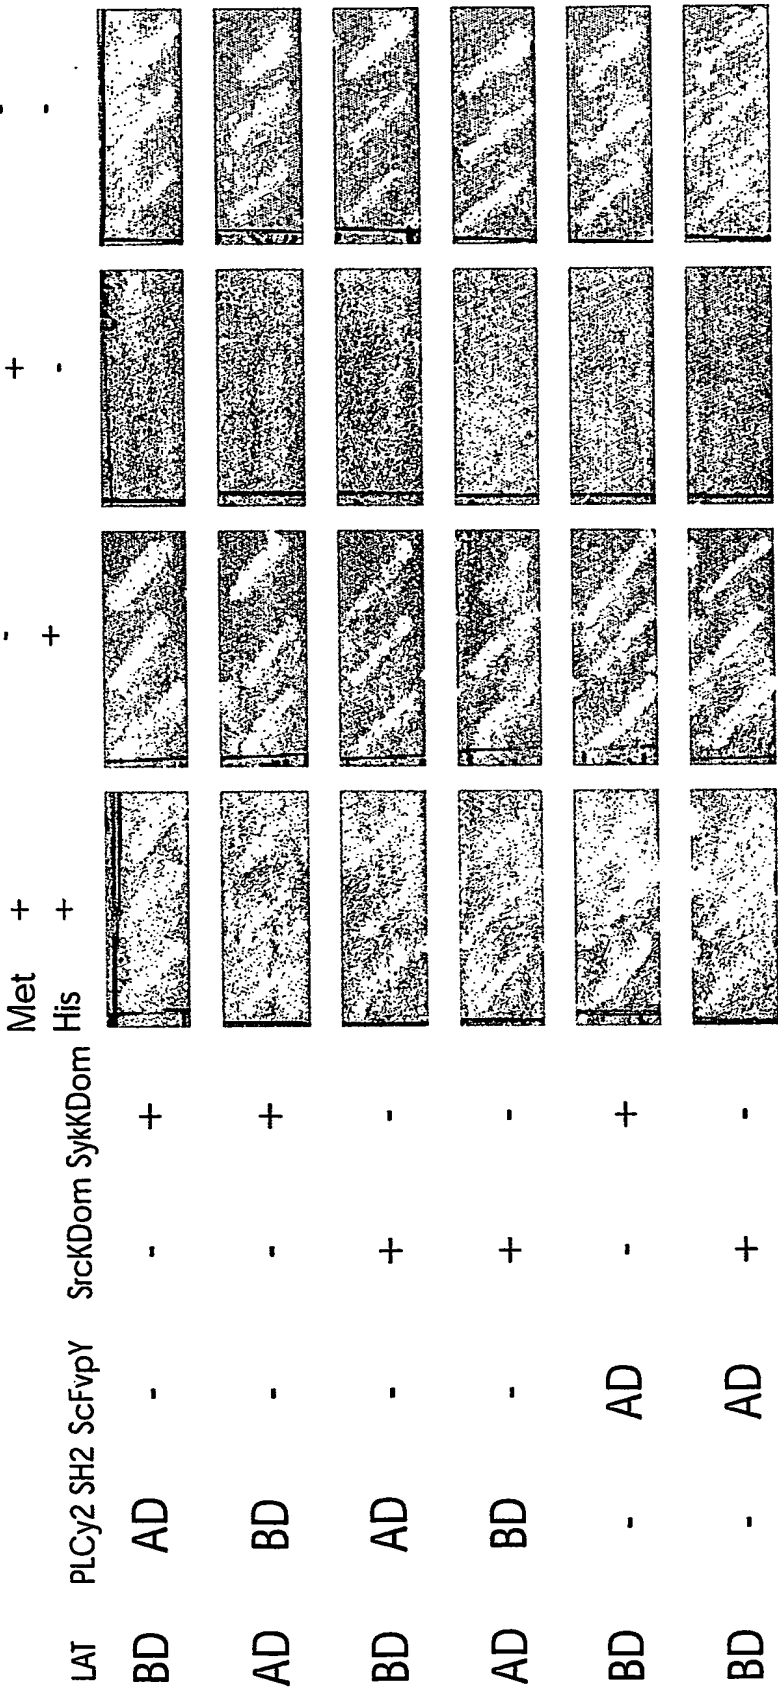 Met + - + -
His + + - -
LAT PLCy2 SH2 ScFvpY SrcKDom SykKDom
BD AD - - +
AD BD - - +
BD AD - + -
AD BD - + -
BD - AD - +
BD - AD + -